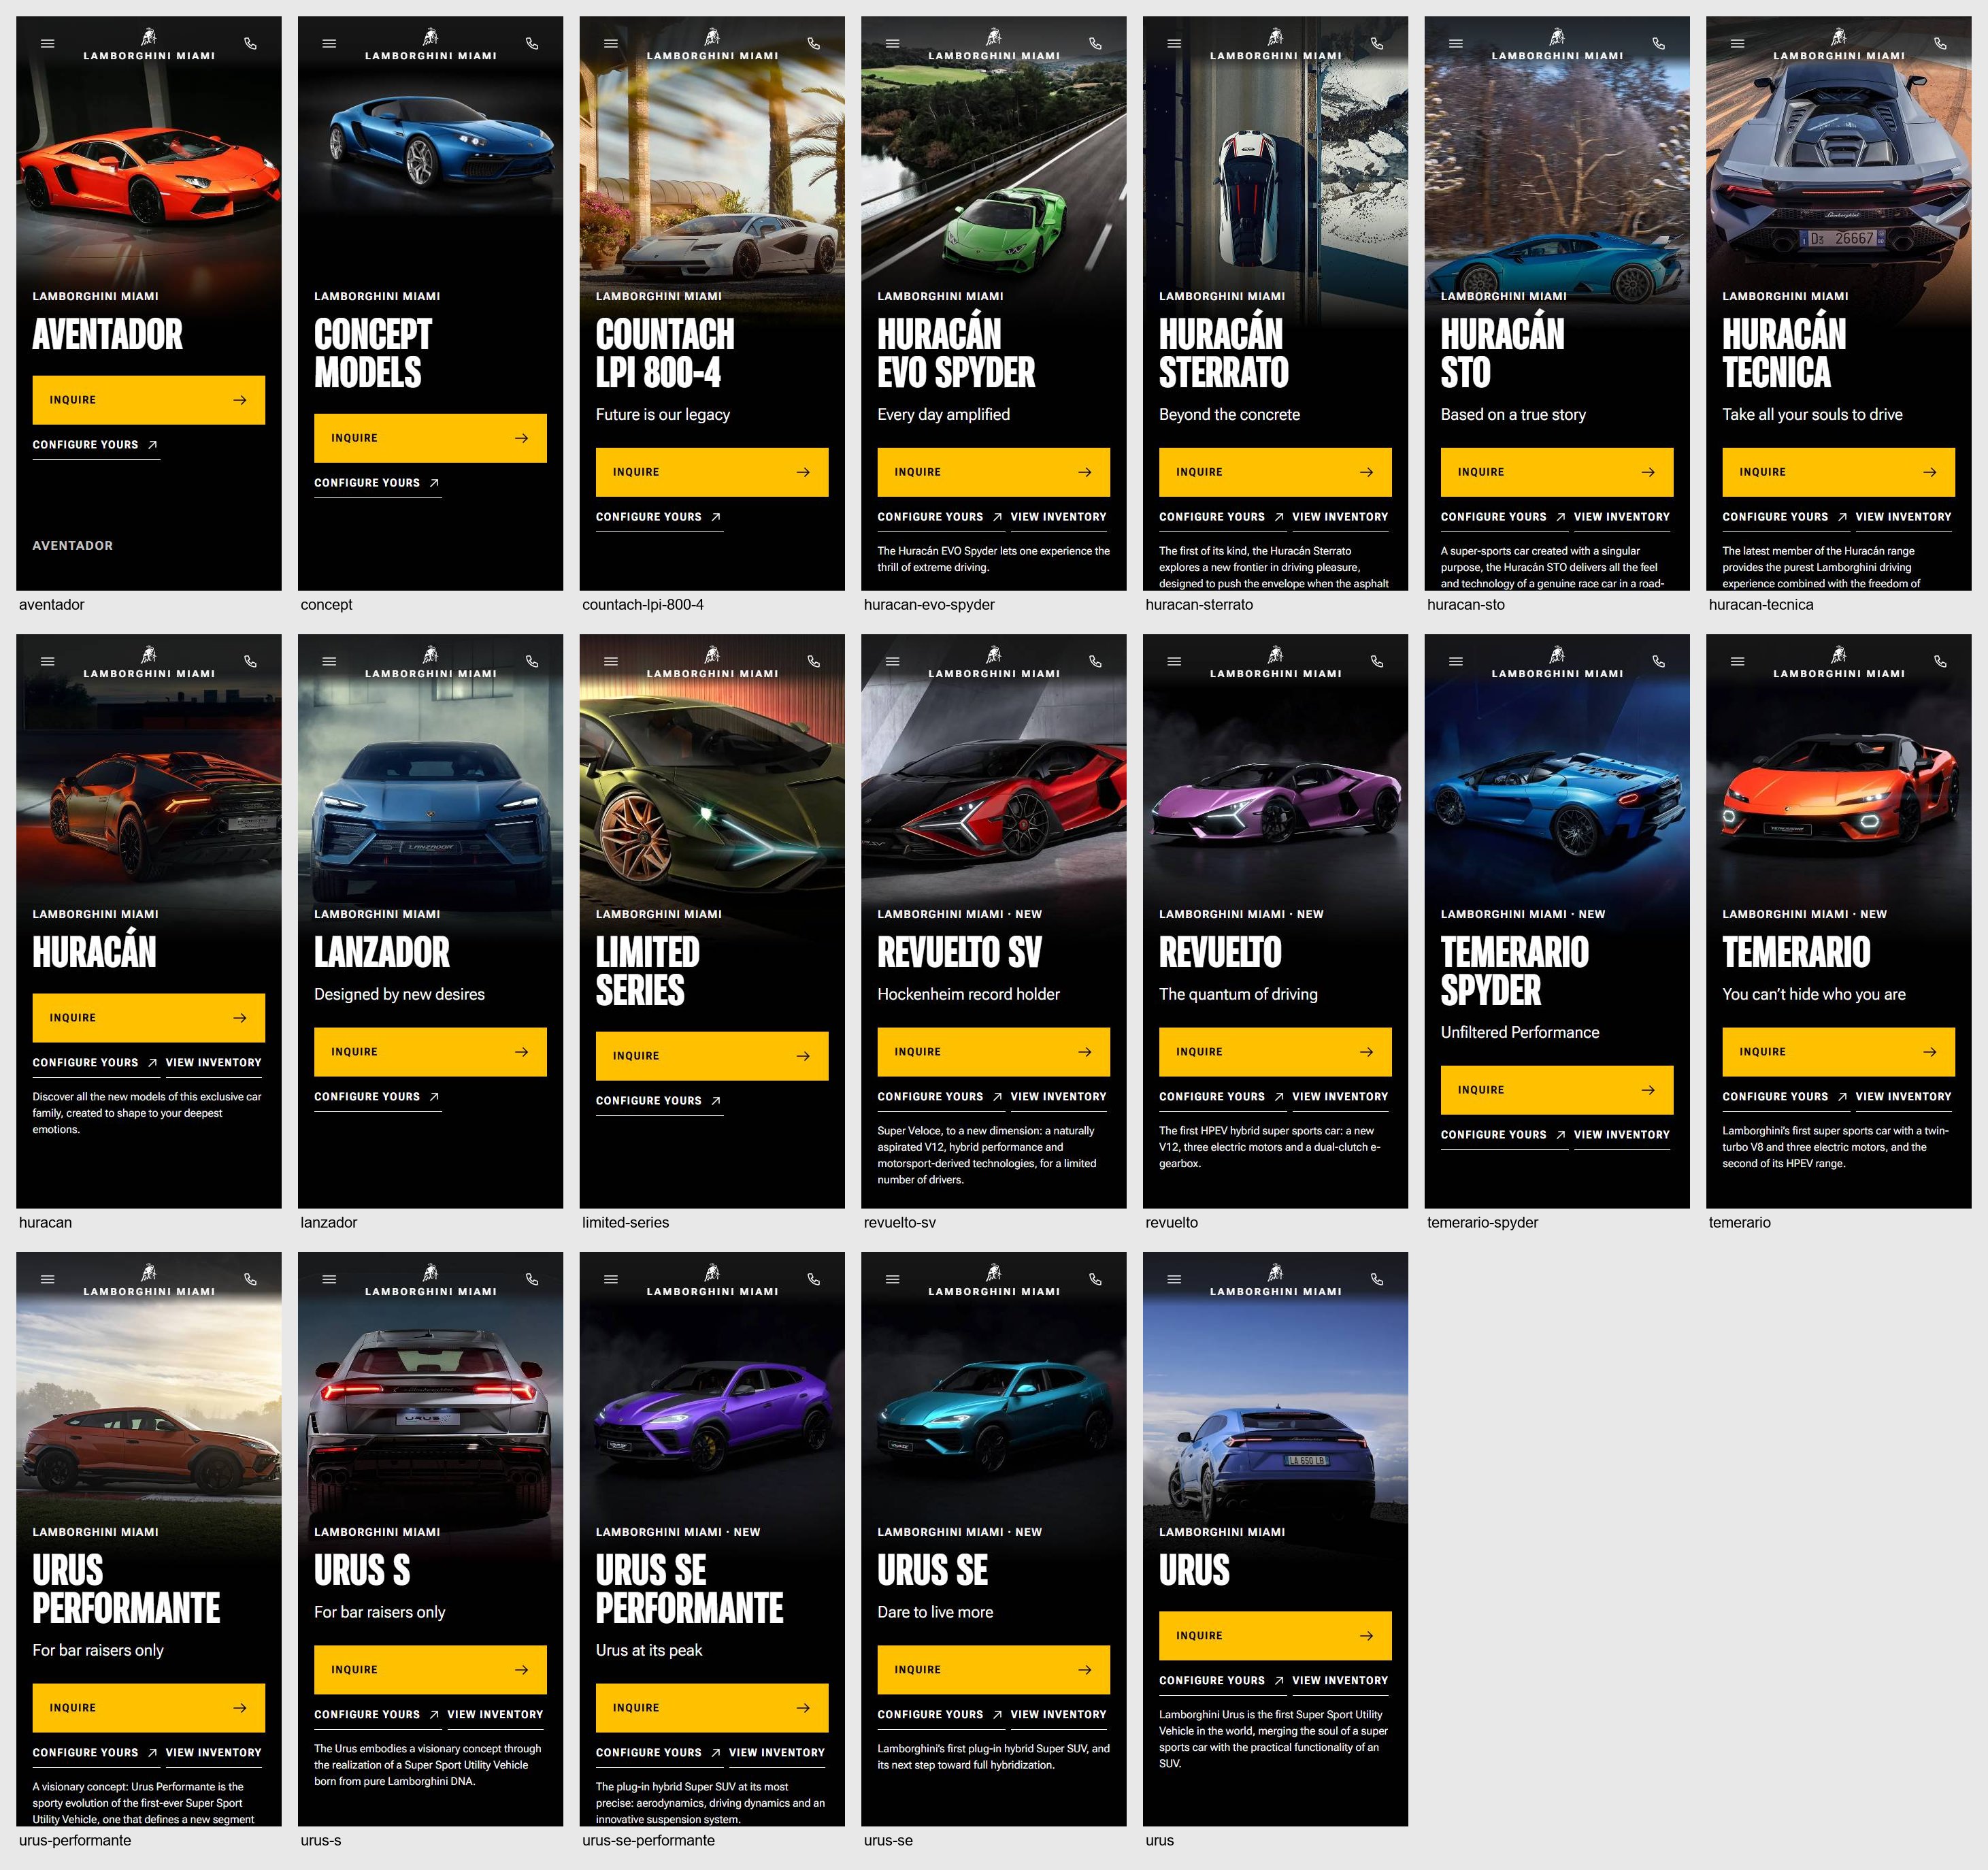 LAMBORGHINI MIAMI
LAMBORGHINI MIAMI
AVENTADOR
INQUIRE
CONFIGURE YOURS
AVENTADOR
aventador
LAMBORGHINI MIAMI
LAMBORGHINI MIAMI
CONCEPT
MODELS
INQUIRE
CONFIGURE YOURS
concept
LAMBORGHINI MIAMI
LAMBORGHINI MIAMI
COUNTACH
LPI 800-4
Future is our legacy
INQUIRE
CONFIGURE YOURS
countach-lpi-800-4
LAMBORGHINI MIAMI
LAMBORGHINI MIAMI
HURACÁN
EVO SPYDER
Every day amplified
INQUIRE
CONFIGURE YOURS VIEW INVENTORY
The Huracán EVO Spyder lets one experience the
thrill of extreme driving.
huracan-evo-spyder
LAMBORGHINI MIAMI
LAMBORGHINI MIAMI
HURACÁN
STERRATO
Beyond the concrete
INQUIRE
CONFIGURE YOURS VIEW INVENTORY
The first of its kind, the Huracán Sterrato
explores a new frontier in driving pleasure,
designed to push the envelope when the asphalt
huracan-sterrato
LAMBORGHINI MIAMI
LAMBORGHINI MIAMI
HURACÁN
STO
Based on a true story
INQUIRE
CONFIGURE YOURS VIEW INVENTORY
A super-sports car created with a singular
purpose, the Huracán STO delivers all the feel
and technology of a genuine race car in a road-
huracan-sto
LAMBORGHINI MIAMI
Lamborghini
D3 26667
LAMBORGHINI MIAMI
HURACÁN
TECNICA
Take all your souls to drive
INQUIRE
CONFIGURE YOURS VIEW INVENTORY
The latest member of the Huracán range
provides the purest Lamborghini driving
experience combined with the freedom of
huracan-tecnica
LAMBORGHINI MIAMI
LAMBORGHINI MIAMI
HURACÁN
INQUIRE
CONFIGURE YOURS VIEW INVENTORY
Discover all the new models of this exclusive car
family, created to shape to your deepest
emotions.
huracan
LAMBORGHINI MIAMI
LANZADOR
LAMBORGHINI MIAMI
LANZADOR
Designed by new desires
INQUIRE
CONFIGURE YOURS
lanzador
LAMBORGHINI MIAMI
LAMBORGHINI MIAMI
LIMITED
SERIES
INQUIRE
CONFIGURE YOURS
limited-series
LAMBORGHINI MIAMI
LAMBORGHINI MIAMI · NEW
REVUELTO SV
Hockenheim record holder
INQUIRE
CONFIGURE YOURS VIEW INVENTORY
Super Veloce, to a new dimension: a naturally
aspirated V12, hybrid performance and
motorsport-derived technologies, for a limited
number of drivers.
revuelto-sv
LAMBORGHINI MIAMI
LAMBORGHINI MIAMI · NEW
REVUELTO
The quantum of driving
INQUIRE
CONFIGURE YOURS VIEW INVENTORY
The first HPEV hybrid super sports car: a new
V12, three electric motors and a dual-clutch e-
gearbox.
revuelto
LAMBORGHINI MIAMI
LAMBORGHINI MIAMI · NEW
TEMERARIO
SPYDER
Unfiltered Performance
INQUIRE
CONFIGURE YOURS VIEW INVENTORY
temerario-spyder
LAMBORGHINI MIAMI
TEMERARIO
LAMBORGHINI MIAMI · NEW
TEMERARIO
You can't hide who you are
INQUIRE
CONFIGURE YOURS VIEW INVENTORY
Lamborghini's first super sports car with a twin-
turbo V8 and three electric motors, and the
second of its HPEV range.
temerario
LAMBORGHINI MIAMI
LAMBORGHINI MIAMI
URUS
PERFORMANTE
For bar raisers only
INQUIRE
CONFIGURE YOURS VIEW INVENTORY
A visionary concept: Urus Performante is the
sporty evolution of the first-ever Super Sport
Utility Vehicle, one that defines a new segment
urus-performante
LAMBORGHINI MIAMI
URUS
LAMBORGHINI MIAMI
URUS S
For bar raisers only
INQUIRE
CONFIGURE YOURS VIEW INVENTORY
The Urus embodies a visionary concept through
the realization of a Super Sport Utility Vehicle
born from pure Lamborghini DNA.
urus-s
LAMBORGHINI MIAMI
LAMBORGHINI MIAMI · NEW
URUS SE
PERFORMANTE
Urus at its peak
INQUIRE
CONFIGURE YOURS VIEW INVENTORY
The plug-in hybrid Super SUV at its most
precise: aerodynamics, driving dynamics and an
innovative suspension system.
urus-se-performante
LAMBORGHINI MIAMI
LAMBORGHINI MIAMI · NEW
URUS SE
Dare to live more
INQUIRE
CONFIGURE YOURS VIEW INVENTORY
Lamborghini's first plug-in hybrid Super SUV, and
its next step toward full hybridization.
urus-se
LAMBORGHINI MIAMI
LA 650 LB
LAMBORGHINI MIAMI
URUS
INQUIRE
CONFIGURE YOURS VIEW INVENTORY
Lamborghini Urus is the first Super Sport Utility
Vehicle in the world, merging the soul of a super
sports car with the practical functionality of an
SUV.
urus